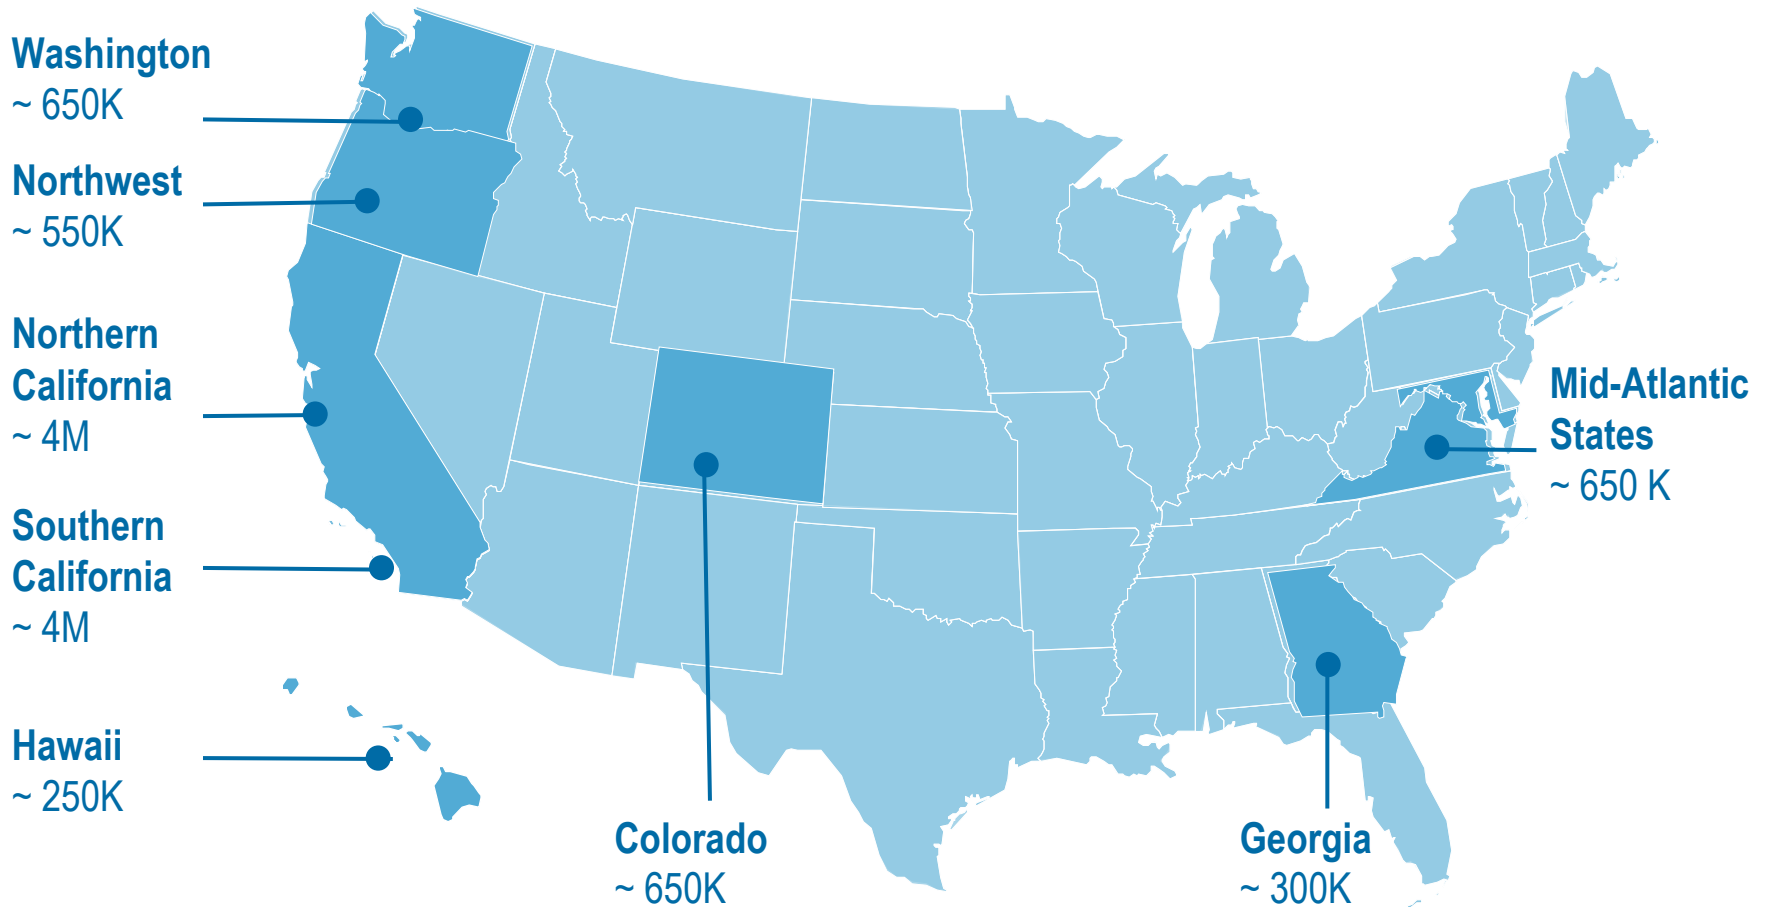 Washington
~ 650K
Northwest
~ 550K
Northern
California
~ 4M
Southern
California
~ 4M
Hawaii
~ 250K
Colorado
~ 650K
Georgia
~ 300K
Mid-Atlantic
States
~ 650 K